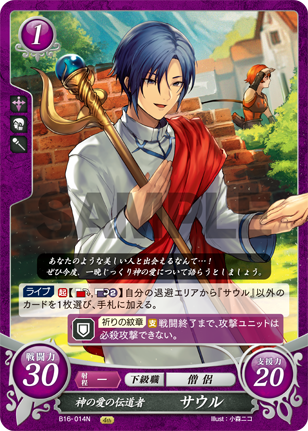 1
SAMPLE
あなたのような美しい人と出会えるなんて…！
ぜひ今度、一晩じっくり神の愛について語らうとしましょう。
ライブ 起 自分の退避エリアから『サウル』以外の
カードを1枚選び、手札に加える。
祈りの紋章 支 戦闘終了まで、攻撃ユニットは
必殺攻撃できない。
戦闘力
30
射程 一 下級職 僧侶
支援力
20
B16-014N
Illust：小森ニコ
神の愛の伝道者 サウル